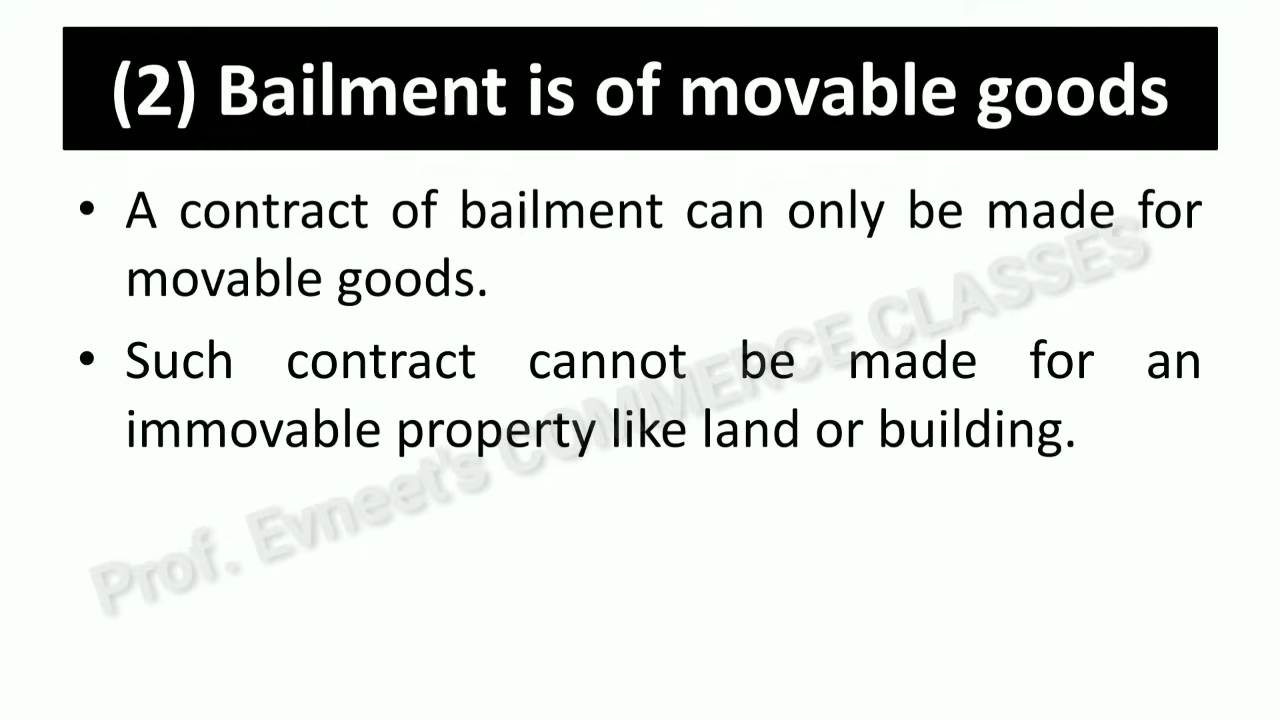 (2) Bailment is of movable goods
• A contract of bailment can only be made for
movable goods.
• Such contract cannot be made for an
immovable property like land or building.
Prof. Evneet's COMMERCE CLASSES